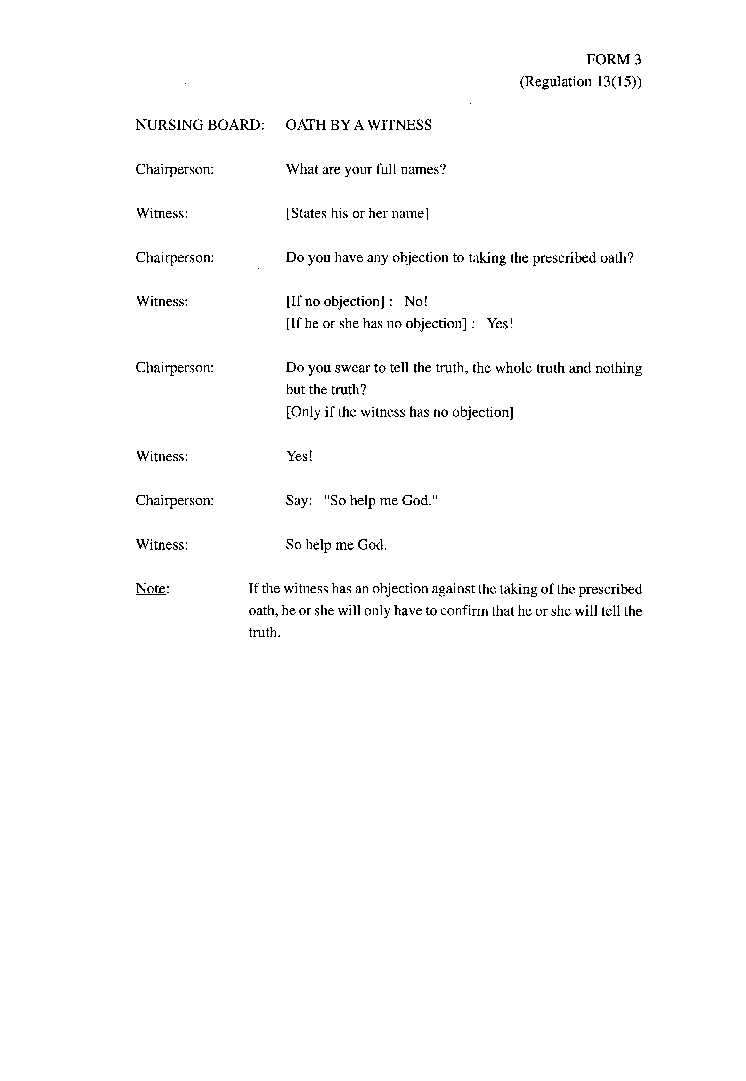 FORM 3
(Regulation 13(15))
NURSING BOARD: OATH BY A WITNESS
Chairperson: What are your full names?
Witness: [States his or her name]
Chairperson: Do you have any objection to taking the prescribed oath?
Witness: [If no objection] : No!
[If he or she has no objection] : Yes!
Chairperson: Do you swear to tell the truth, the whole truth and nothing
but the truth?
[Only if the witness has no objection]
Witness: Yes!
Chairperson: Say: "So help me God."
Witness: So help me God.
Note: If the witness has an objection against the taking of the prescribed
oath, he or she will only have to confirm that he or she will tell the
truth.